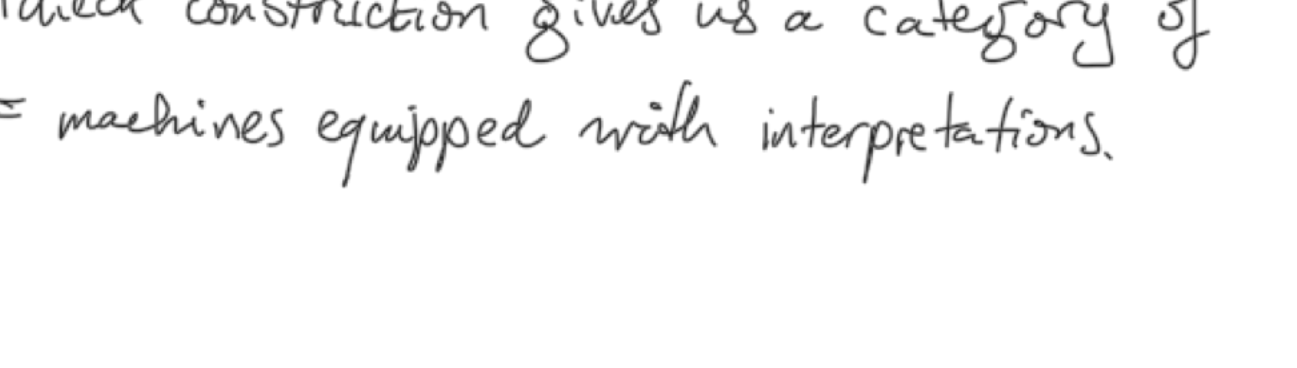 construction gives us a category of
= machines equipped with interpretations.